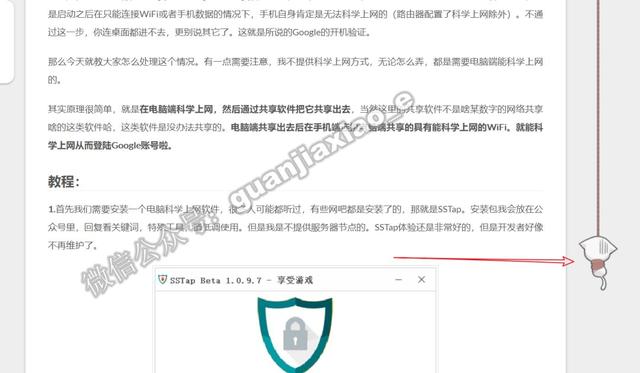 是启动之后在只能连接WiFi或者手机数据的情况下，手机自身肯定是无法科学上网的（路由器配置了科学上网除外）。不
通过这一步，你连桌面都进不去，更别说其它了。这就是所说的Google的开机验证。
那么今天就教大家怎么处理这个情况。有一点需要注意，我不提供科学上网方式，无论怎么弄，都是需要电脑端能科学上网
的。
其实原理很简单，就是在电脑端科学上网，然后通过共享软件把它共享出去，当然这里的共享软件不是啥某数字的网络共享
啥的这类软件哈，这类软件是没办法共享的。电脑端共享出去后在手机端 端共享的具有能科学上网的WiFi。就能科
学上网从而登陆Google账号啦。
教程：
1.首先我们需要安装一个电脑科学上网软件，很 人可能都听过，有些网吧都是安装了的，那就是SSTap。安装包我会放在公
众号里，回复看关键词，特殊工具， 低调使用。但我是不提供服务器节点的。SSTap体验还是非常好的，但是开发者好像
不再维护了。
SSTap Beta 1.0.9.7 - 享受游戏
微信公众号：guanjiaxiao_e